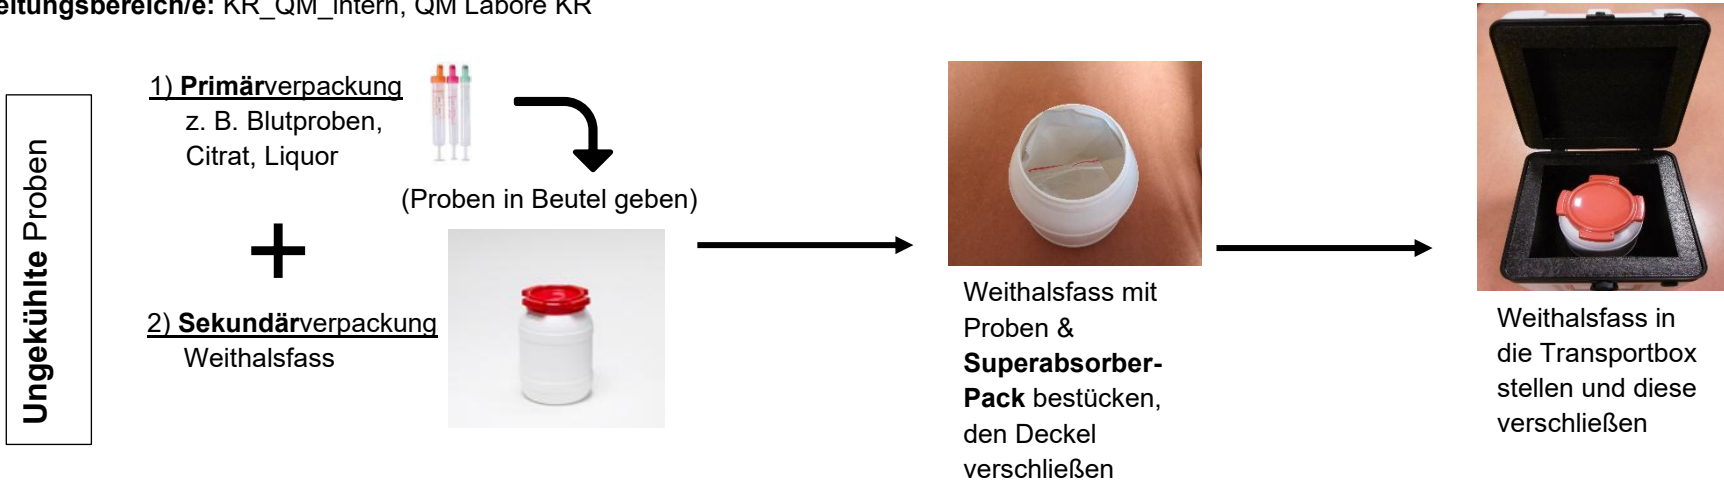 KR_QM_intern, QM Labore KR
Ungekühlte Proben
1) Primärverpackung
z. B. Blutproben,
Citrat, Liquor
(Proben in Beutel geben)
2) Sekundärverpackung
Weithalsfass
Weithalsfass mit
Proben &
Superabsorber-
Pack bestücken,
den Deckel
verschließen
Weithalsfass in
die Transportbox
stellen und diese
verschließen